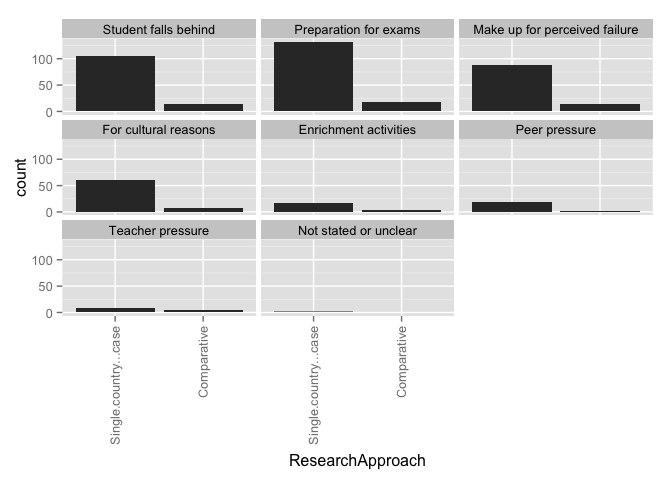 Student falls behind
Preparation for exams
Make up for perceived failure
100
50
0
For cultural reasons
Enrichment activities
Peer pressure
100
50
0
Teacher pressure
Not stated or unclear
100
50
0
count
Single.country...case
Comparative
Single.country...case
Comparative
ResearchApproach